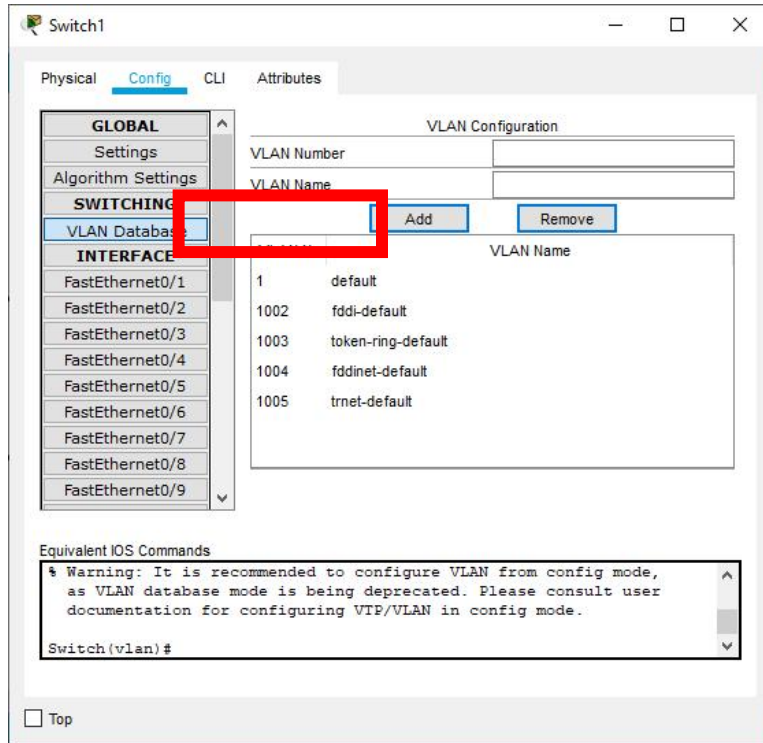 Switch1
Physical Config CLI Attributes
GLOBAL
Settings
Algorithm Settings
SWITCHING
VLAN Database
INTERFACE
FastEthernet0/1
FastEthernet0/2
FastEthernet0/3
FastEthernet0/4
FastEthernet0/5
FastEthernet0/6
FastEthernet0/7
FastEthernet0/8
FastEthernet0/9
VLAN Configuration
VLAN Number
VLAN Name
Add Remove
VLAN Name
1 default
1002 fddi-default
1003 token-ring-default
1004 fddinet-default
1005 trnet-default
Equivalent IOS Commands
% Warning: It is recommended to configure VLAN from config mode,
as VLAN database mode is being deprecated. Please consult user
documentation for configuring VTP/VLAN in config mode.
Switch(vlan)#
Top